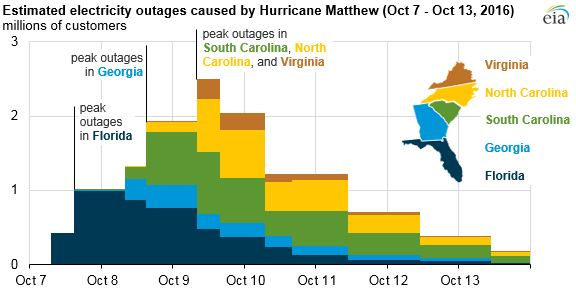 Estimated electricity outages caused by Hurricane Matthew (Oct 7 - Oct 13, 2016)
millions of customers
eia
peak outages in
South Carolina, North
Carolina, and Virginia
peak outages
in Georgia
peak
outages
in Florida
Virginia
North Carolina
South Carolina
Georgia
Florida
3
2
1
0
Oct 7
Oct 8
Oct 9
Oct 10
Oct 11
Oct 12
Oct 13